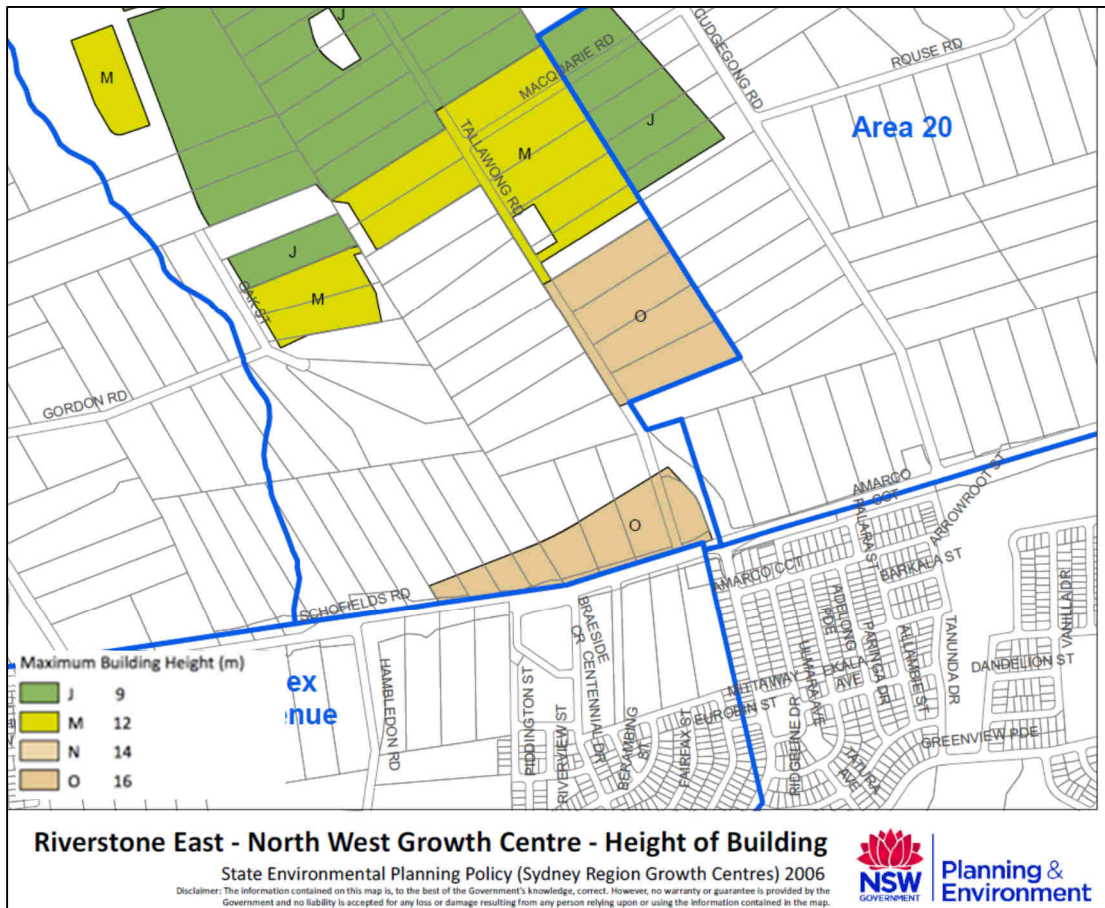 J
M
CUDGEGONG RD
ROUSE RD
MACQUARIE RD
Area 20
J
TALLAWONG RD
M
J
OAK ST
M
O
GORDON RD
AMARCO
CCT
ARROWROOT ST
PALARA ST
O
BARKALA ST
AMARCO CCT
SCHOFIELDS RD
ADELONG
PDE
BRAESIDE
CR
PARINGA DR
ALLAMBIE ST
TANUNDA DR
VANILLA DR
ULMARA AVE
EKALA
AVE
DANDELION ST
MITTAWAY
EUROBIN ST
HAMBLEDON RD
PIDDINGTON ST
RIVERVIEW ST
CENTENNIAL DR
BERAMBING
ST
FAIRFAX ST
RIDGELINE DR
TATURA
AVE
GREENVIEW PDE
ex
enue
Maximum Building Height (m)
J 9
M 12
N 14
O 16
Riverstone East - North West Growth Centre - Height of Building
State Environmental Planning Policy (Sydney Region Growth Centres) 2006
Disclaimer: The information contained on this map is, to the best of the Government's knowledge, correct. However, no warranty or guarantee is provided by the
Government and no liability is accepted for any loss or damage resulting from any person relying upon or using the information contained in the map.
NSW
GOVERNMENT
Planning &
Environment